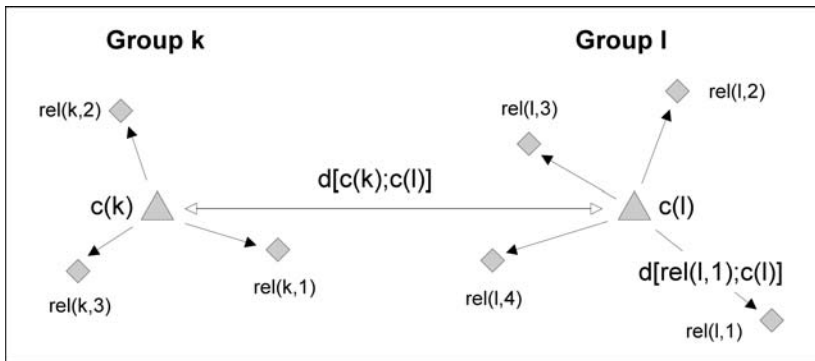 Group k
Group l
rel(k,2)
rel(l,3)
rel(l,2)
d[c(k);c(l)]
c(k)
c(l)
d[rel(l,1);c(l)]
rel(k,3)
rel(k,1)
rel(l,4)
rel(l,1)